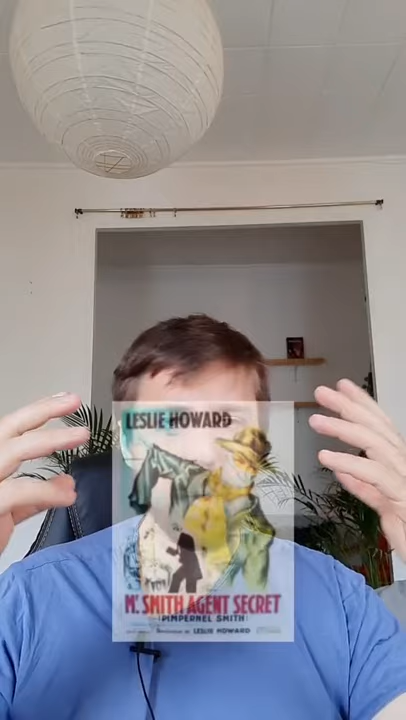 LESLIE HOWARD
Mr SMITH AGENT SECRET
(PIMPERNEL SMITH)
LESLIE HOWARD